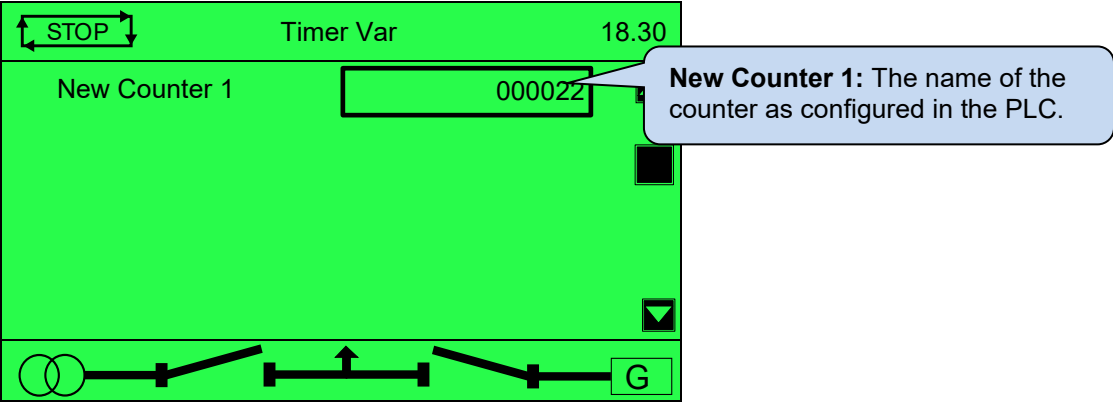 STOP Timer Var 18.30
New Counter 1 000022
New Counter 1: The name of the
counter as configured in the PLC.
G